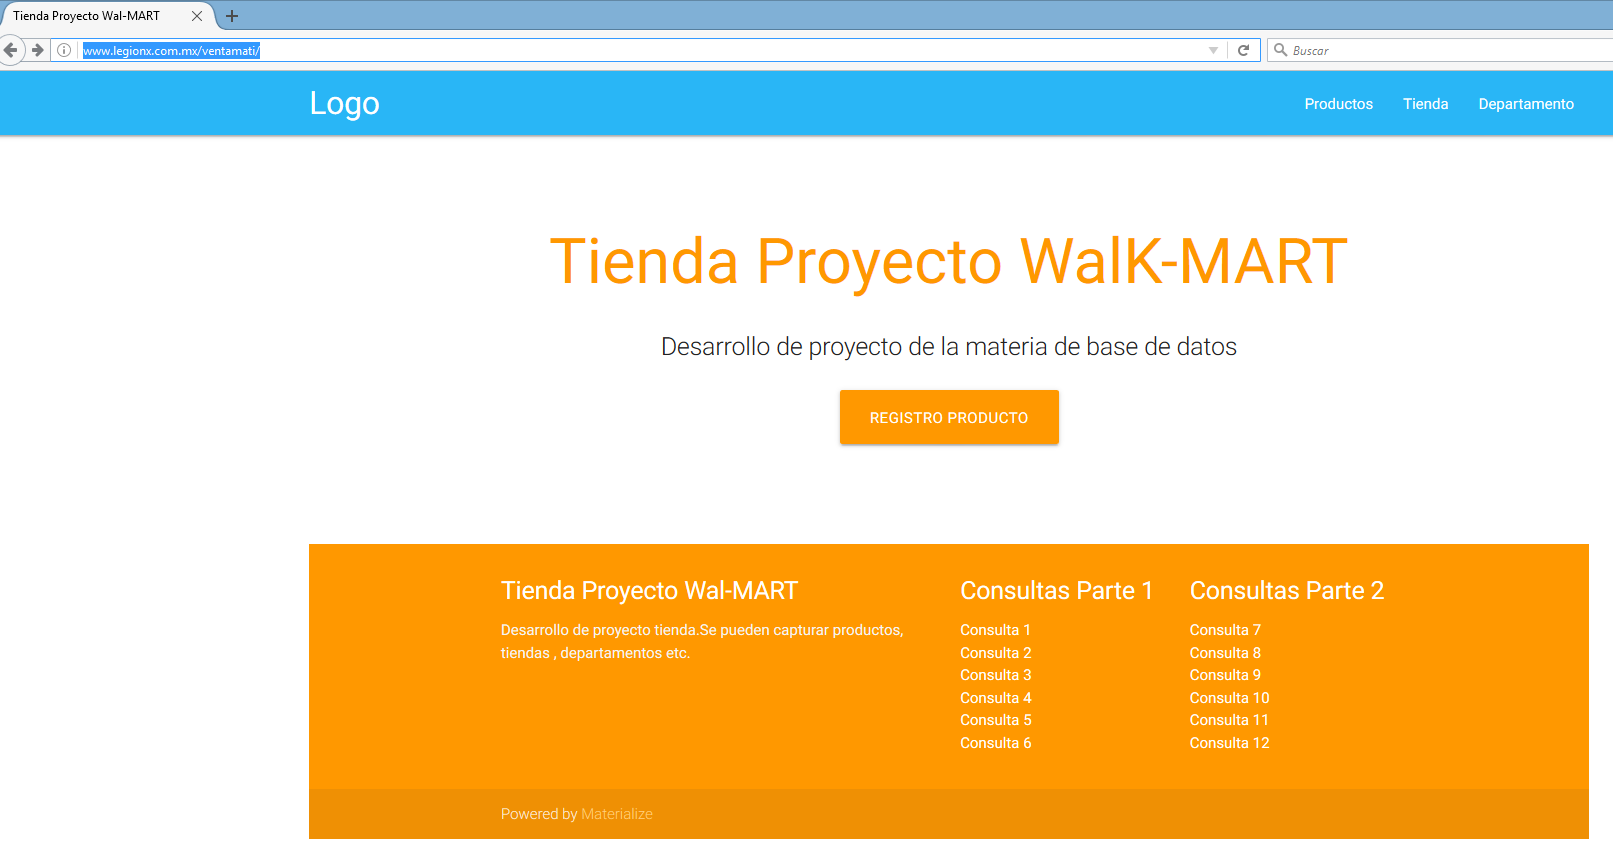 Tienda Proyecto Wal-MART
www.legionx.com.mx/ventamati/
Buscar
Logo
Productos Tienda Departamento
Tienda Proyecto WalK-MART
Desarrollo de proyecto de la materia de base de datos
REGISTRO PRODUCTO
Tienda Proyecto Wal-MART
Desarrollo de proyecto tienda.Se pueden capturar productos,
tiendas , departamentos etc.
Consultas Parte 1
Consulta 1
Consulta 2
Consulta 3
Consulta 4
Consulta 5
Consulta 6
Consultas Parte 2
Consulta 7
Consulta 8
Consulta 9
Consulta 10
Consulta 11
Consulta 12
Powered by Materialize